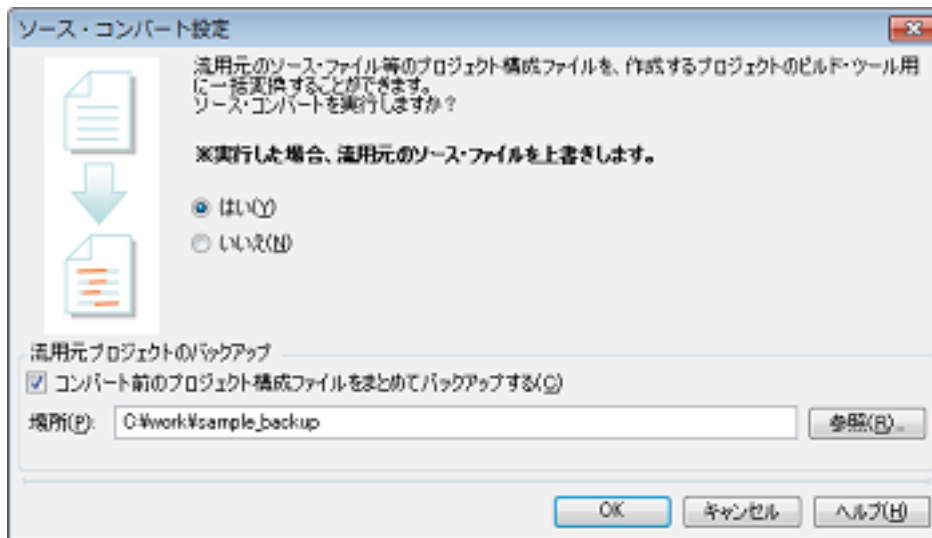 ソース・コンバート設定
流用元のソース・ファイル等のプロジェクト構成ファイルを、作成するプロジェクトのビルド・ツール用
に一括変換することができます。
ソース・コンバートを実行しますか？
※実行した場合、流用元のソース・ファイルを上書きします。
はい(Y)
いいえ(N)
流用元プロジェクトのバックアップ
コンバート前のプロジェクト構成ファイルをまとめてバックアップする(C)
場所(P): C:¥work¥sample_backup 参照(R)...
OK キャンセル ヘルプ(H)